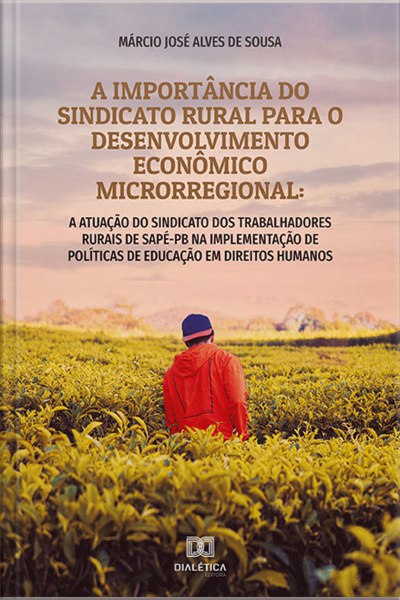 MÁRCIO JOSÉ ALVES DE SOUSA
A IMPORTÂNCIA DO
SINDICATO RURAL PARA O
DESENVOLVIMENTO
ECONÔMICO
MICRORREGIONAL:
A ATUAÇÃO DO SINDICATO DOS TRABALHADORES
RURAIS DE SAPÉ-PB NA IMPLEMENTAÇÃO DE
POLÍTICAS DE EDUCAÇÃO EM DIREITOS HUMANOS
DIALÉTICA
EDITORA